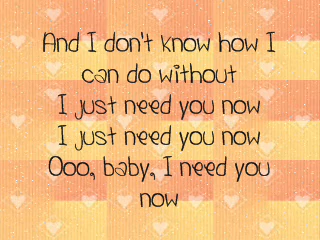 And I don't know how I
can do without
I just need you now
I just need you now
Ooo, baby, I need you
now